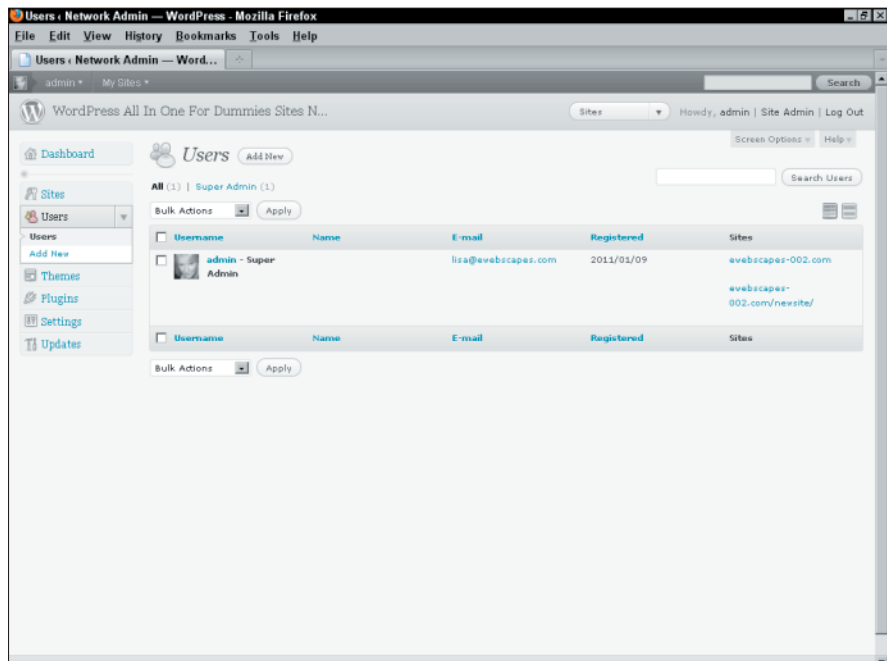 Users ‹ Network Admin — WordPress - Mozilla Firefox
File Edit View History Bookmarks Tools Help
Users ‹ Network Admin — Word...
admin My Sites Search
WordPress All In One For Dummies Sites N... Sites Howdy, admin | Site Admin | Log Out
Screen Options Help
Dashboard
Users Add New
Search Users
All (1) | Super Admin (1)
Sites
Bulk Actions Apply
Users
Users
Add New
Themes
Plugins
Settings
Updates
Username Name E-mail Registered Sites
admin - Super Admin lisa@ewebscapes.com 2011/01/09 ewebscapes-002.com
ewebscapes-
002.com/newsite/
Username Name E-mail Registered Sites
Bulk Actions Apply